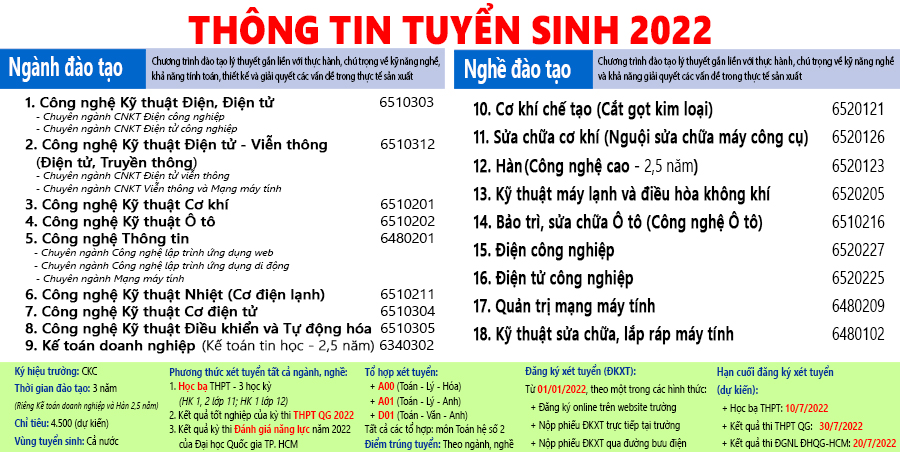 THÔNG TIN TUYỂN SINH 2022
Ngành đào tạo
Chương trình đào tạo lý thuyết gắn liền với thực hành, chú trọng về kỹ năng nghề,
khả năng tính toán, thiết kế và giải quyết các vấn đề trong thực tế sản xuất
1. Công nghệ Kỹ thuật Điện, Điện tử 6510303
- Chuyên ngành CNKT Điện công nghiệp
- Chuyên ngành CNKT Điện tử công nghiệp
2. Công nghệ Kỹ thuật Điện tử - Viễn thông 6510312
(Điện tử, Truyền thông)
- Chuyên ngành CNKT Điện tử viễn thông
- Chuyên ngành CNKT Viễn thông và Mạng máy tính
3. Công nghệ Kỹ thuật Cơ khí 6510201
4. Công nghệ Kỹ thuật Ô tô 6510202
5. Công nghệ Thông tin 6480201
- Chuyên ngành Công nghệ lập trình ứng dụng web
- Chuyên ngành Công nghệ lập trình ứng dụng di động
- Chuyên ngành Mạng máy tính
6. Công nghệ Kỹ thuật Nhiệt (Cơ điện lạnh) 6510211
7. Công nghệ Kỹ thuật Cơ điện tử 6510304
8. Công nghệ Kỹ thuật Điều khiển và Tự động hóa 6510305
9. Kế toán doanh nghiệp (Kế toán tin học - 2,5 năm) 6340302
Nghề đào tạo
Chương trình đào tạo lý thuyết gắn liền với thực hành, chú trọng về kỹ năng nghề
và khả năng giải quyết các vấn đề trong thực tế sản xuất
10. Cơ khí chế tạo (Cắt gọt kim loại) 6520121
11. Sửa chữa cơ khí (Nguội sửa chữa máy công cụ) 6520126
12. Hàn (Công nghệ cao - 2,5 năm) 6520123
13. Kỹ thuật máy lạnh và điều hòa không khí 6520205
14. Bảo trì, sửa chữa Ô tô (Công nghệ Ô tô) 6510216
15. Điện công nghiệp 6520227
16. Điện tử công nghiệp 6520225
17. Quản trị mạng máy tính 6480209
18. Kỹ thuật sửa chữa, lắp ráp máy tính 6480102
Ký hiệu trường: CKC
Thời gian đào tạo: 3 năm
(Riêng Kế toán doanh nghiệp và Hàn 2,5 năm)
Chỉ tiêu: 4.500 (dự kiến)
Vùng tuyển sinh: Cả nước
Phương thức xét tuyển tất cả ngành, nghề:
1. Học bạ THPT - 3 học kỳ
(HK 1, 2 lớp 11; HK 1 lớp 12)
2. Kết quả tốt nghiệp của kỳ thi THPT QG 2022
3. Kết quả kỳ thi Đánh giá năng lực năm 2022
của Đại học Quốc gia TP. HCM
Tổ hợp xét tuyển:
+ A00 (Toán - Lý - Hóa)
+ A01 (Toán - Lý - Anh)
+ D01 (Toán - Văn - Anh)
Tất cả các tổ hợp: môn Toán hệ số 2
Điểm trúng tuyển: Theo ngành, nghề
Đăng ký xét tuyển (ĐKXT):
Từ 01/01/2022, theo một trong các hình thức:
+ Đăng ký online trên website trường
+ Nộp phiếu ĐKXT trực tiếp tại trường
+ Nộp phiếu ĐKXT qua đường bưu điện
Hạn cuối đăng ký xét tuyển
(dự kiến):
+ Học bạ THPT: 10/7/2022
+ Kết quả thi THPT QG: 30/7/2022
+ Kết quả thi ĐGNL ĐHQG-HCM: 20/7/2022